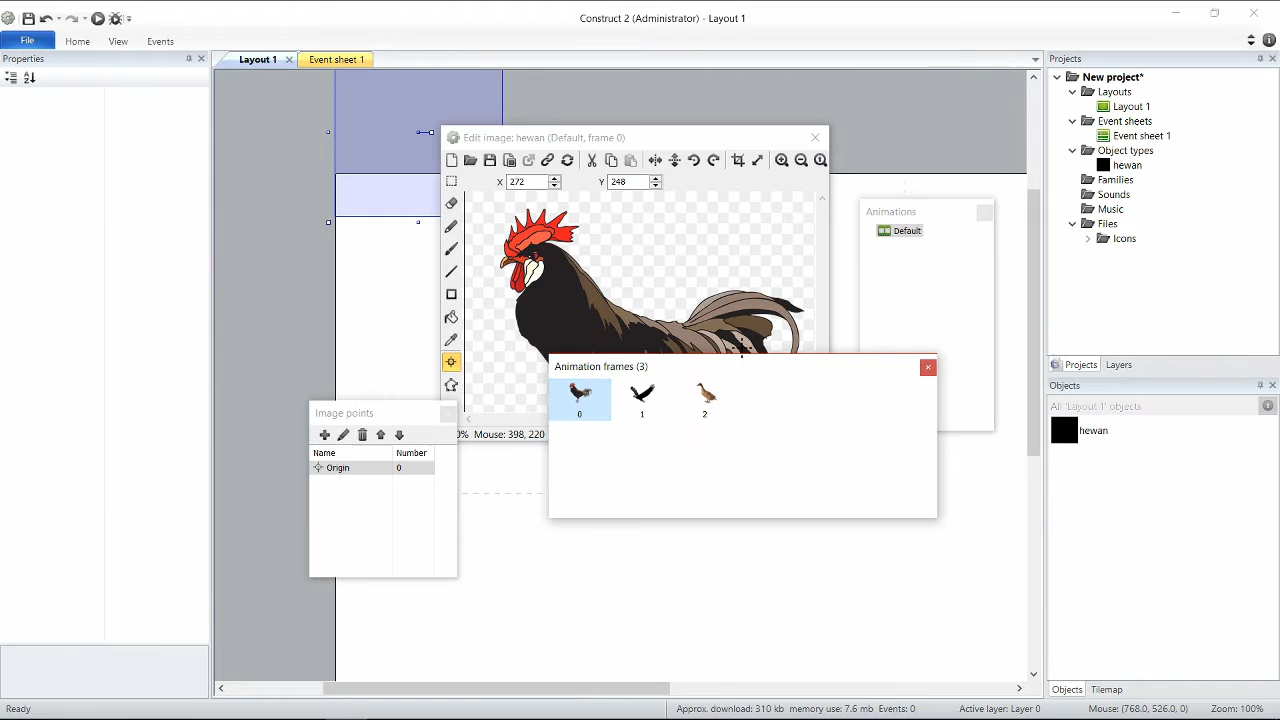 Construct 2 (Administrator) - Layout 1
File
Home
View
Events
Properties
Layout 1
Event sheet 1
Projects
New project*
Layouts
Layout 1
Event sheets
Event sheet 1
Object types
hewan
Families
Sounds
Music
Files
Icons
Edit image: hewan (Default, frame 0)
X 272
Y 248
Animations
Default
Animation frames (3)
0
1
2
Image points
Name Number
Origin 0
0% Mouse: 398, 220
Projects
Layers
Objects
All 'Layout 1' objects
hewan
Objects
Tilemap
Ready
Approx. download: 310 kb
memory use: 7.6 mb
Events: 0
Active layer: Layer 0
Mouse: (768.0, 526.0, 0)
Zoom: 100%